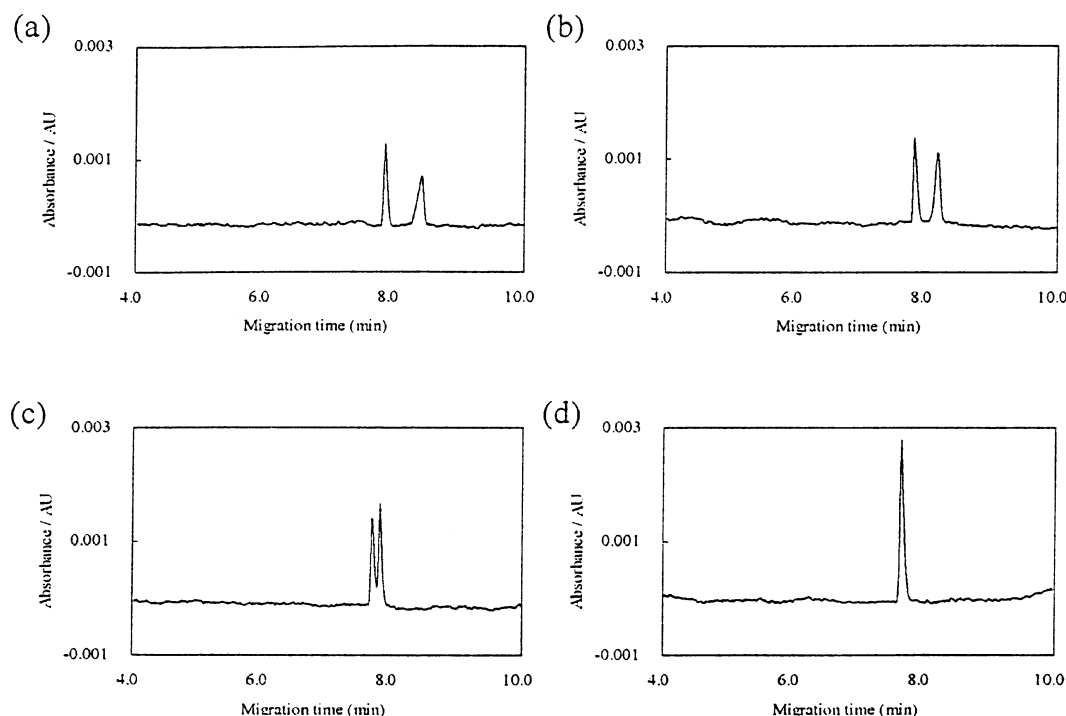 (a)
0.003
0.001
-0.001
Absorbance / AU
4.0 6.0 8.0 10.0
Migration time (min)
(b)
0.003
0.001
-0.001
Absorbance / AU
4.0 6.0 8.0 10.0
Migration time (min)
(c)
0.003
0.001
-0.001
Absorbance / AU
4.0 6.0 8.0 10.0
Migration time (min)
(d)
0.003
0.001
-0.001
Absorbance / AU
4.0 6.0 8.0 10.0
Migration time (min)